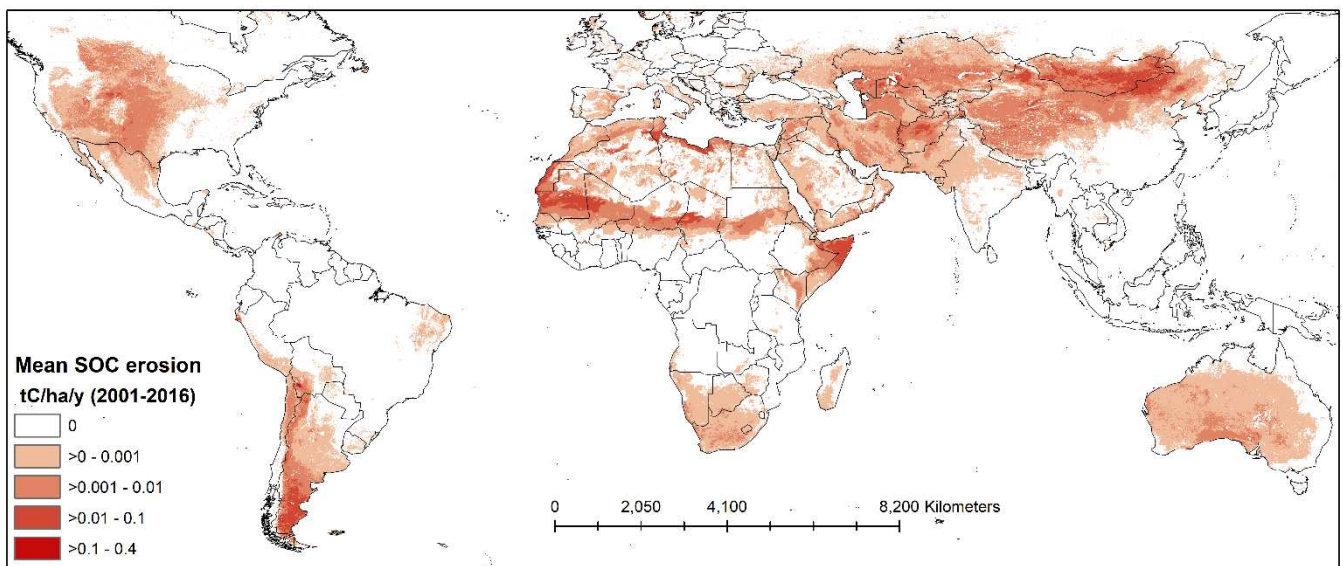 Mean SOC erosion
tC/ha/y (2001-2016)
0
>0 - 0.001
>0.001 - 0.01
>0.01 - 0.1
>0.1 - 0.4
0 2,050 4,100 8,200 Kilometers